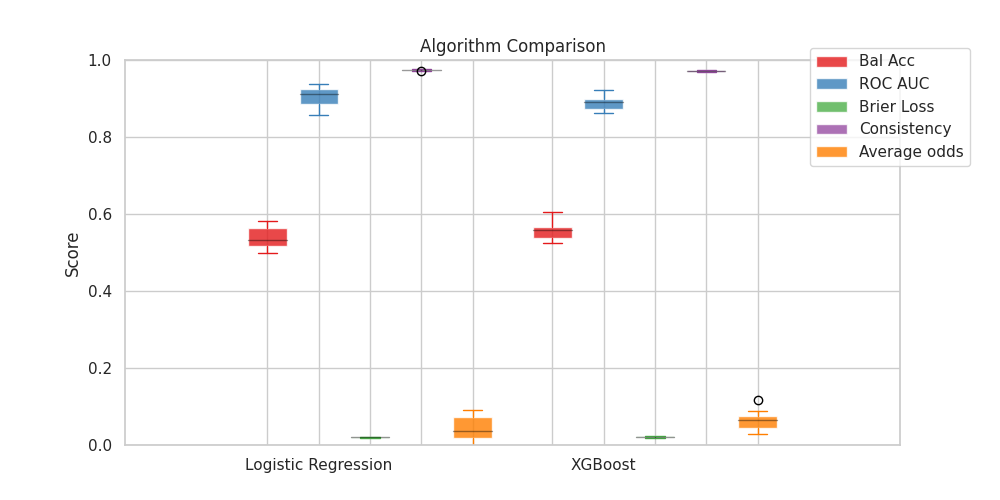 Algorithm Comparison
Bal Acc
ROC AUC
Brier Loss
Consistency
Average odds
1.0
0.8
0.6
0.4
0.2
0.0
Score
Logistic Regression
XGBoost